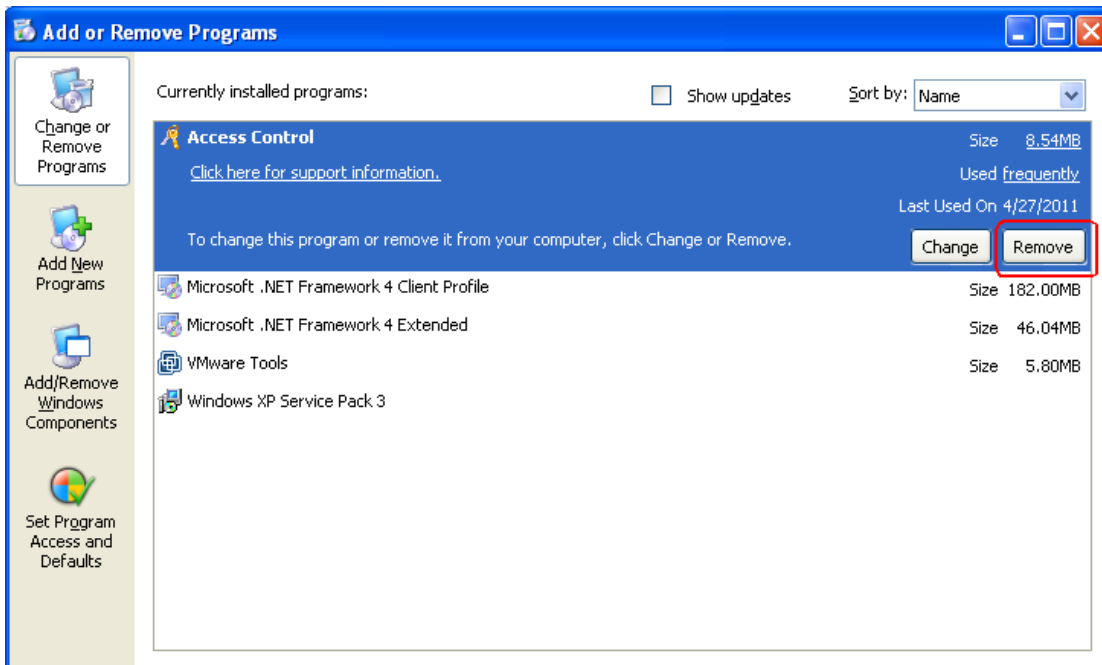 Add or Remove Programs
Change or
Remove
Programs
Add New
Programs
Add/Remove
Windows
Components
Set Program
Access and
Defaults
Currently installed programs:
Show updates
Sort by: Name
Access Control
Size 8.54MB
Click here for support information.
Used frequently
Last Used On 4/27/2011
To change this program or remove it from your computer, click Change or Remove.
Change
Remove
Microsoft .NET Framework 4 Client Profile
Size 182.00MB
Microsoft .NET Framework 4 Extended
Size 46.04MB
VMware Tools
Size 5.80MB
Windows XP Service Pack 3